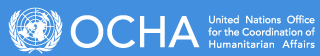 OCHA
United Nations Office
for the Coordination of
Humanitarian Affairs